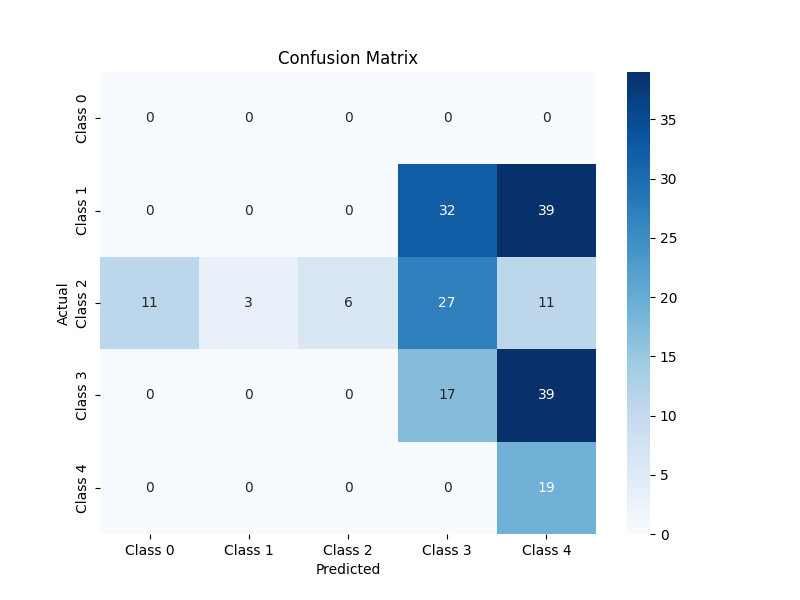 Confusion Matrix
Class 0 0 0 0 0 0
Class 1 0 0 0 32 39
Class 2 11 3 6 27 11
Class 3 0 0 0 17 39
Class 4 0 0 0 0 19
Class 0 Class 1 Class 2 Class 3 Class 4
Predicted
Actual
35
30
25
20
15
10
5
0